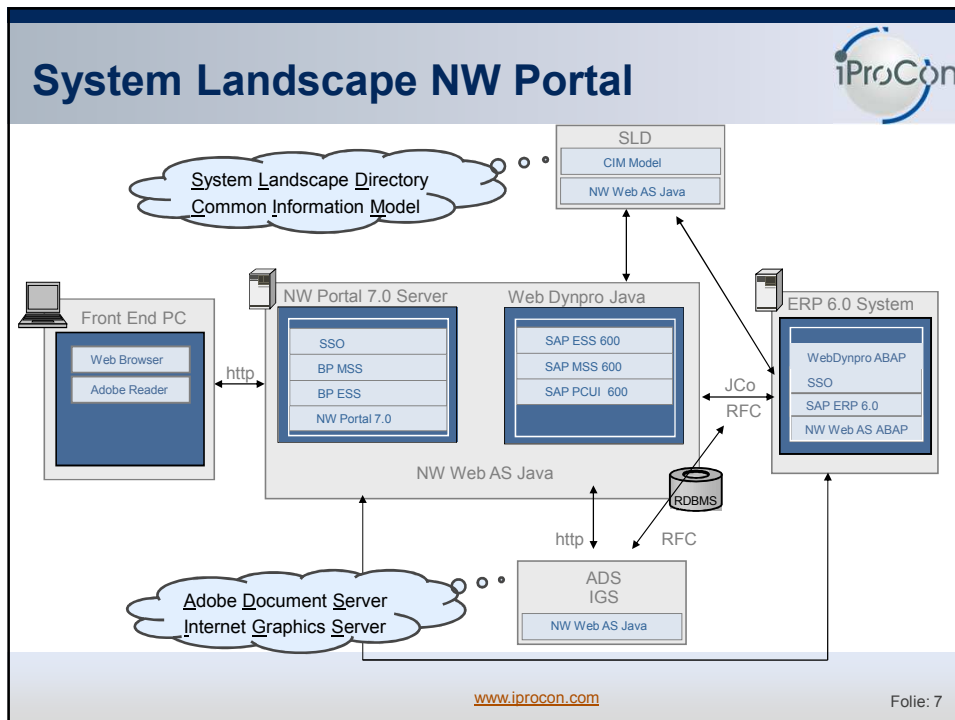 System Landscape NW Portal
iProCon
SLD
CIM Model
NW Web AS Java
System Landscape Directory
Common Information Model
Front End PC
Web Browser
Adobe Reader
http
NW Portal 7.0 Server
SSO
BP MSS
BP ESS
NW Portal 7.0
Web Dynpro Java
SAP ESS 600
SAP MSS 600
SAP PCUI 600
NW Web AS Java
JCo
RFC
ERP 6.0 System
WebDynpro ABAP
SSO
SAP ERP 6.0
NW Web AS ABAP
RDBMS
http
RFC
ADS
IGS
NW Web AS Java
Adobe Document Server
Internet Graphics Server
www.iprocon.com
Folie: 7